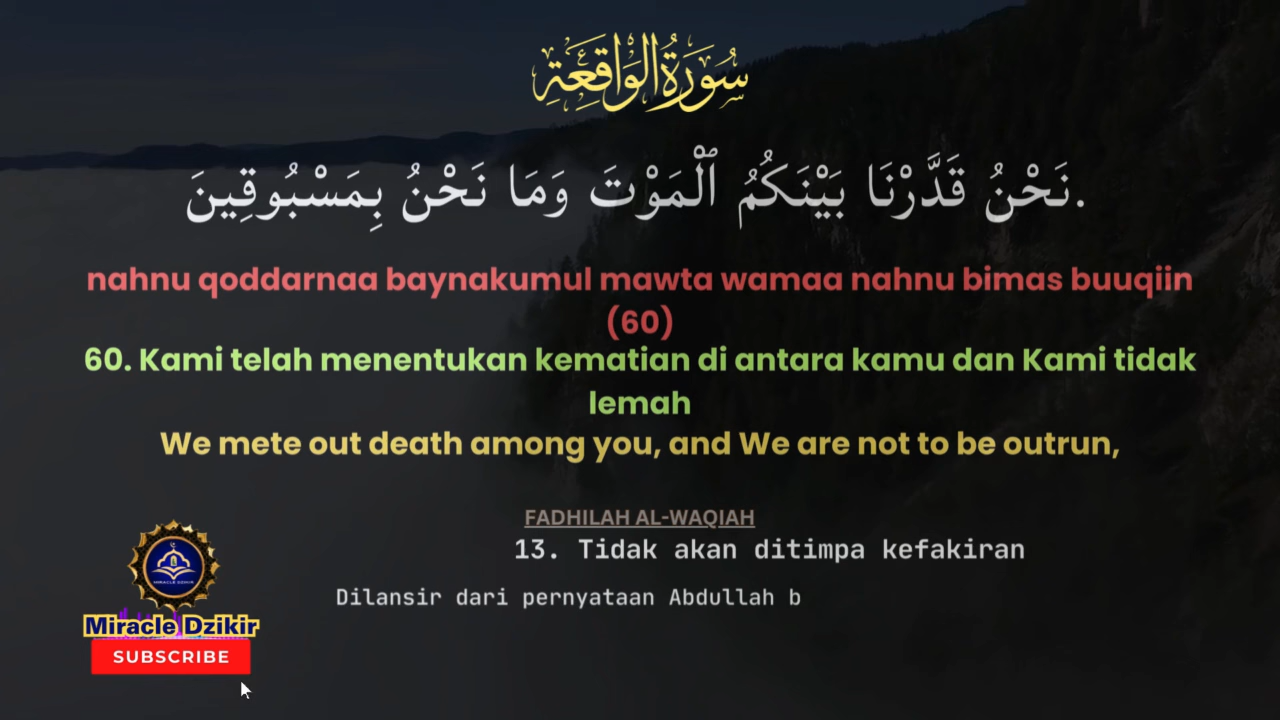 سُورَةُ الوَاقِعَةِ
نَحْنُ قَدَّرْنَا بَيْنَكُمُ ٱلْمَوْتَ وَمَا نَحْنُ بِمَسْبُوقِينَ.
nahnu qoddarnaa baynakumul mawta wamaa nahnu bimas buuqiin
(60)
60. Kami telah menentukan kematian di antara kamu dan Kami tidak
lemah
We mete out death among you, and We are not to be outrun,
FADHILAH AL-WAQIAH
13. Tidak akan ditimpa kefakiran
Dilansir dari pernyataan Abdullah b
MIRACLE DZIKIR
Miracle Dzikir
SUBSCRIBE